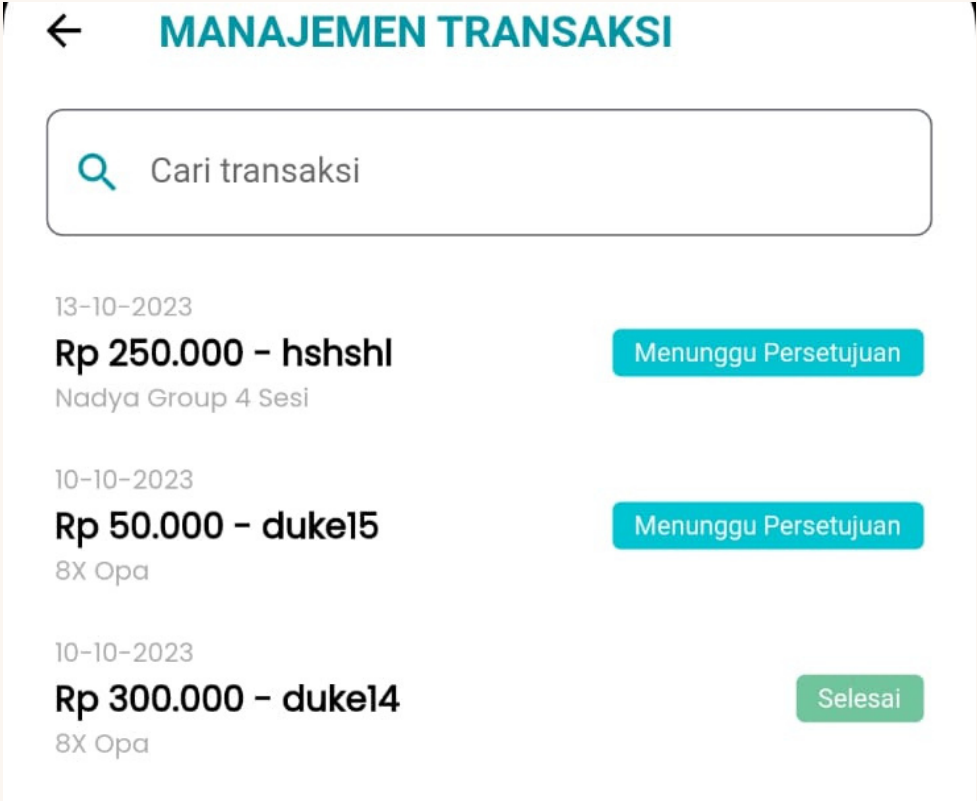 MANAJEMEN TRANSAKSI
Cari transaksi
13-10-2023
Rp 250.000 - hshshl
Menunggu Persetujuan
Nadya Group 4 Sesi
10-10-2023
Rp 50.000 - duke15
Menunggu Persetujuan
8X Opa
10-10-2023
Rp 300.000 - duke14
Selesai
8X Opa